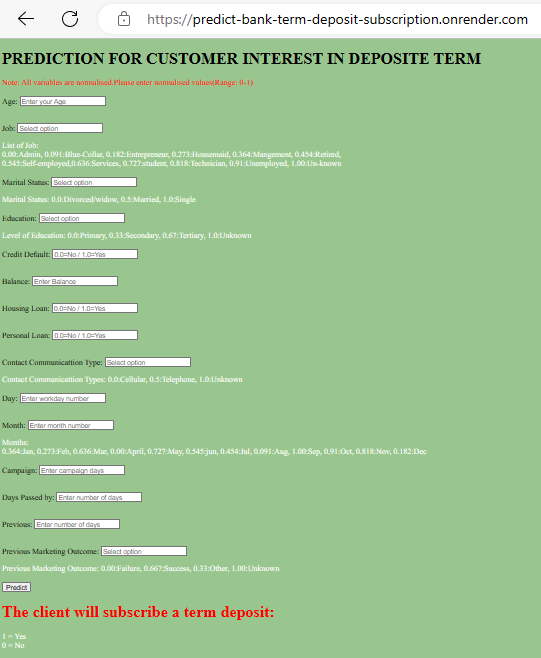 https://predict-bank-term-deposit-subscription.onrender.com
PREDICTION FOR CUSTOMER INTEREST IN DEPOSITE TERM
Note: All variables are normalised.Please enter normalised values(Range: 0-1)
Age: Enter your Age
Job: Select option
List of Job:
0.00:Admin, 0.091:Blue-Collar, 0.182:Entrepreneur, 0.273:Housemaid, 0.364:Mangement, 0.454:Retired,
0.545:Self-employed,0.636:Services, 0.727:student, 0.818:Technician, 0.91:Unemployed, 1.00:Un-known
Marital Status: Select option
Marital Status: 0.0:Divorced/widow, 0.5:Married, 1.0:Single
Education: Select option
Level of Education: 0.0:Primary, 0.33:Secondary, 0.67:Tertiary, 1.0:Unknown
Credit Default: 0.0=No / 1.0=Yes
Balance: Enter Balance
Housing Loan: 0.0=No / 1.0=Yes
Personal Loan: 0.0=No / 1.0=Yes
Contact Communicattion Type: Select option
Contact Communicattion Types: 0.0:Cellular, 0.5:Telephone, 1.0:Unknown
Day: Enter workday number
Month: Enter month number
Months:
0.364:Jan, 0.273:Feb, 0.636:Mar, 0.00:April, 0.727:May, 0.545:jun, 0.454:Jul, 0.091:Aug, 1.00:Sep, 0.91:Oct, 0.818:Nov, 0.182:Dec
Campaign: Enter campaign days
Days Passed by: Enter number of days
Previous: Enter number of days
Previous Marketing Outcome: Select option
Previous Marketing Outcome: 0.00:Failure, 0.667:Success, 0.33:Other, 1.00:Unknown
Predict
The client will subscribe a term deposit:
1 = Yes
0 = No